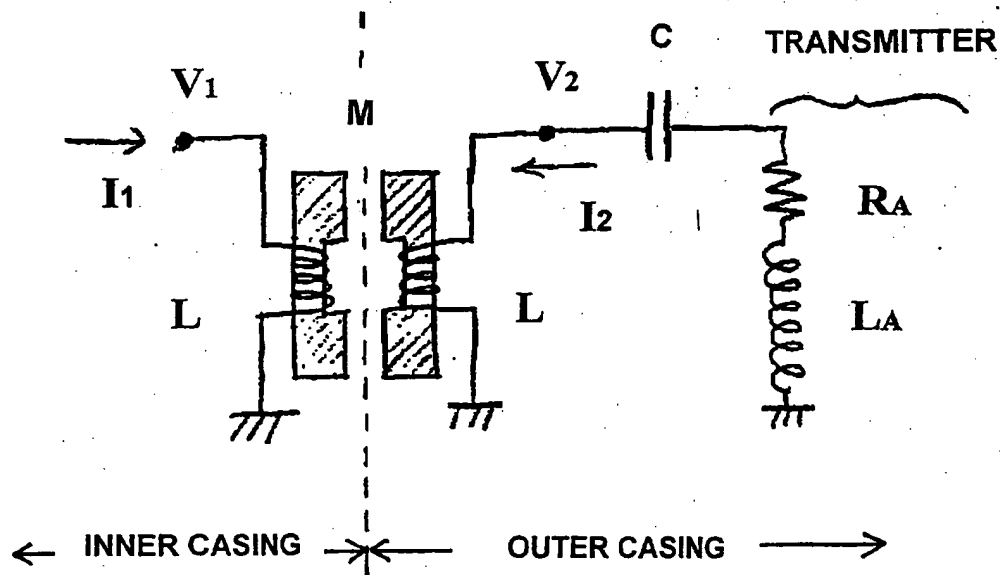 C
TRANSMITTER
V1
V2
M
I1
I2
RA
L
L
LA
INNER CASING
OUTER CASING